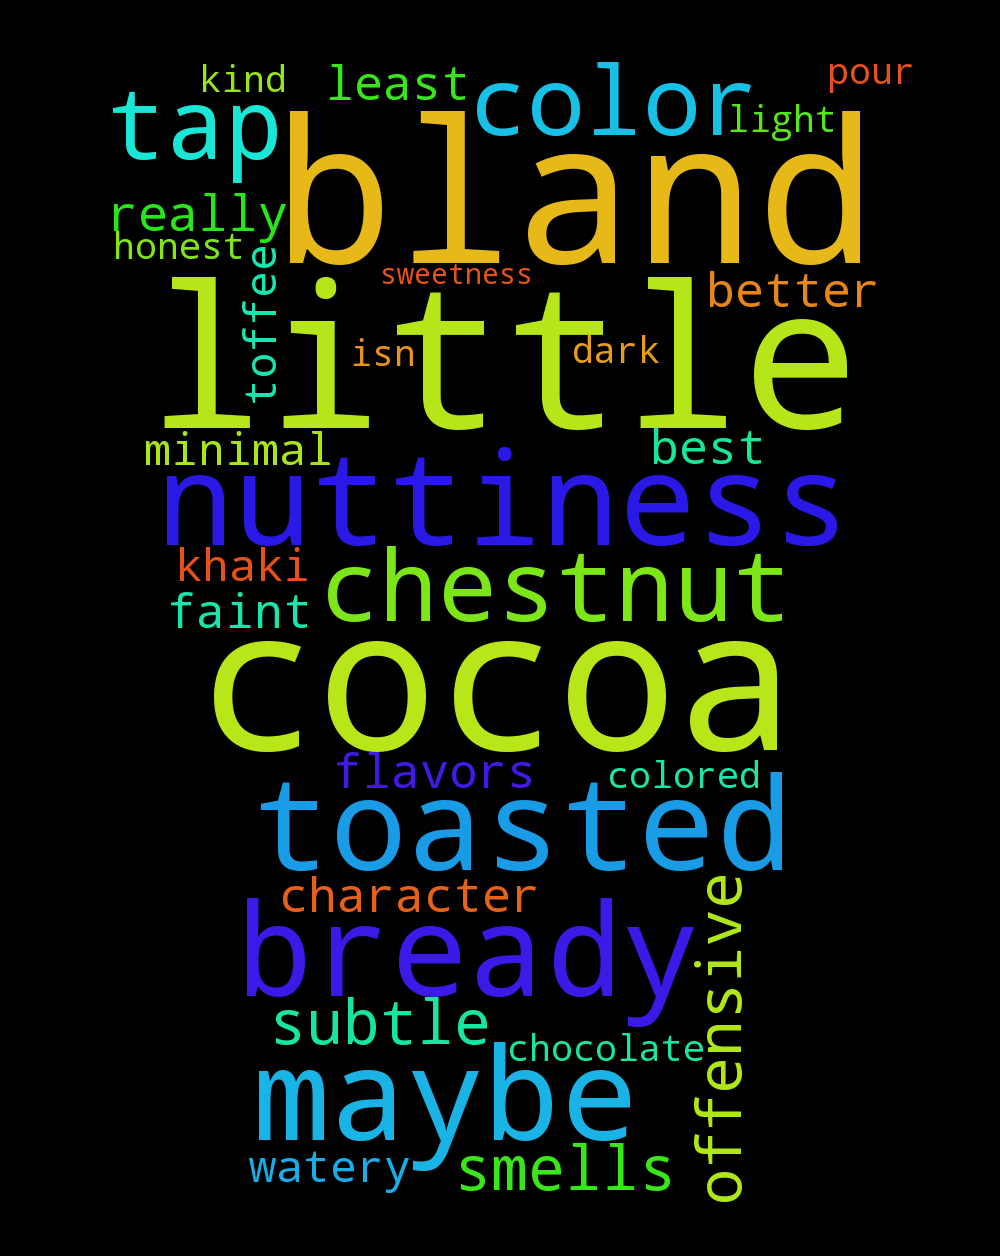 kind
least
color
pour
tap
light
bland
really
honest
toffee
sweetness
better
little
isn
dark
minimal
best
nuttiness
khaki
chestnut
faint
cocoa
flavors
colored
toasted
character
bready
offensive
subtle
chocolate
maybe
watery
smells